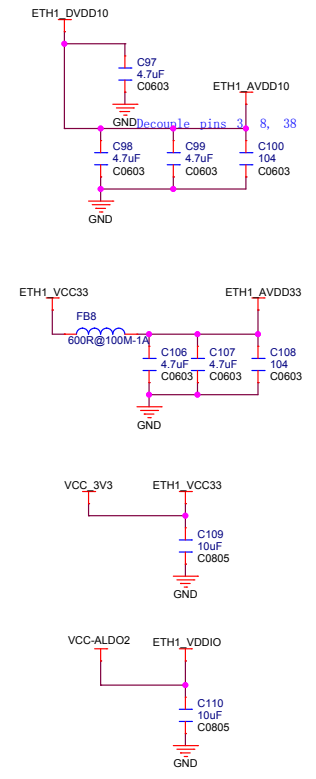 ETH1_DVDD10
C97
4.7uF
C0603
ETH1_AVDD10
GND
Decouple pins 3, 8, 38
C98
4.7uF
C0603
C99
4.7uF
C0603
C100
104
C0603
GND
ETH1_VCC33
ETH1_AVDD33
FB8
600R@100M-1A
C106
4.7uF
C0603
C107
4.7uF
C0603
C108
104
C0603
GND
VCC_3V3
ETH1_VCC33
C109
10uF
C0805
GND
VCC-ALDO2
ETH1_VDDIO
C110
10uF
C0805
GND